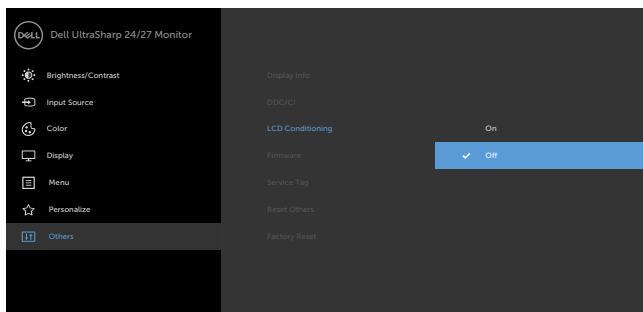 DELL Dell UltraSharp 24/27 Monitor
Brightness/Contrast
Display Info
Input Source
DDC/CI
Color
LCD Conditioning
On
Display
Firmware
Off
Menu
Service Tag
Personalize
Reset Others
Others
Factory Reset